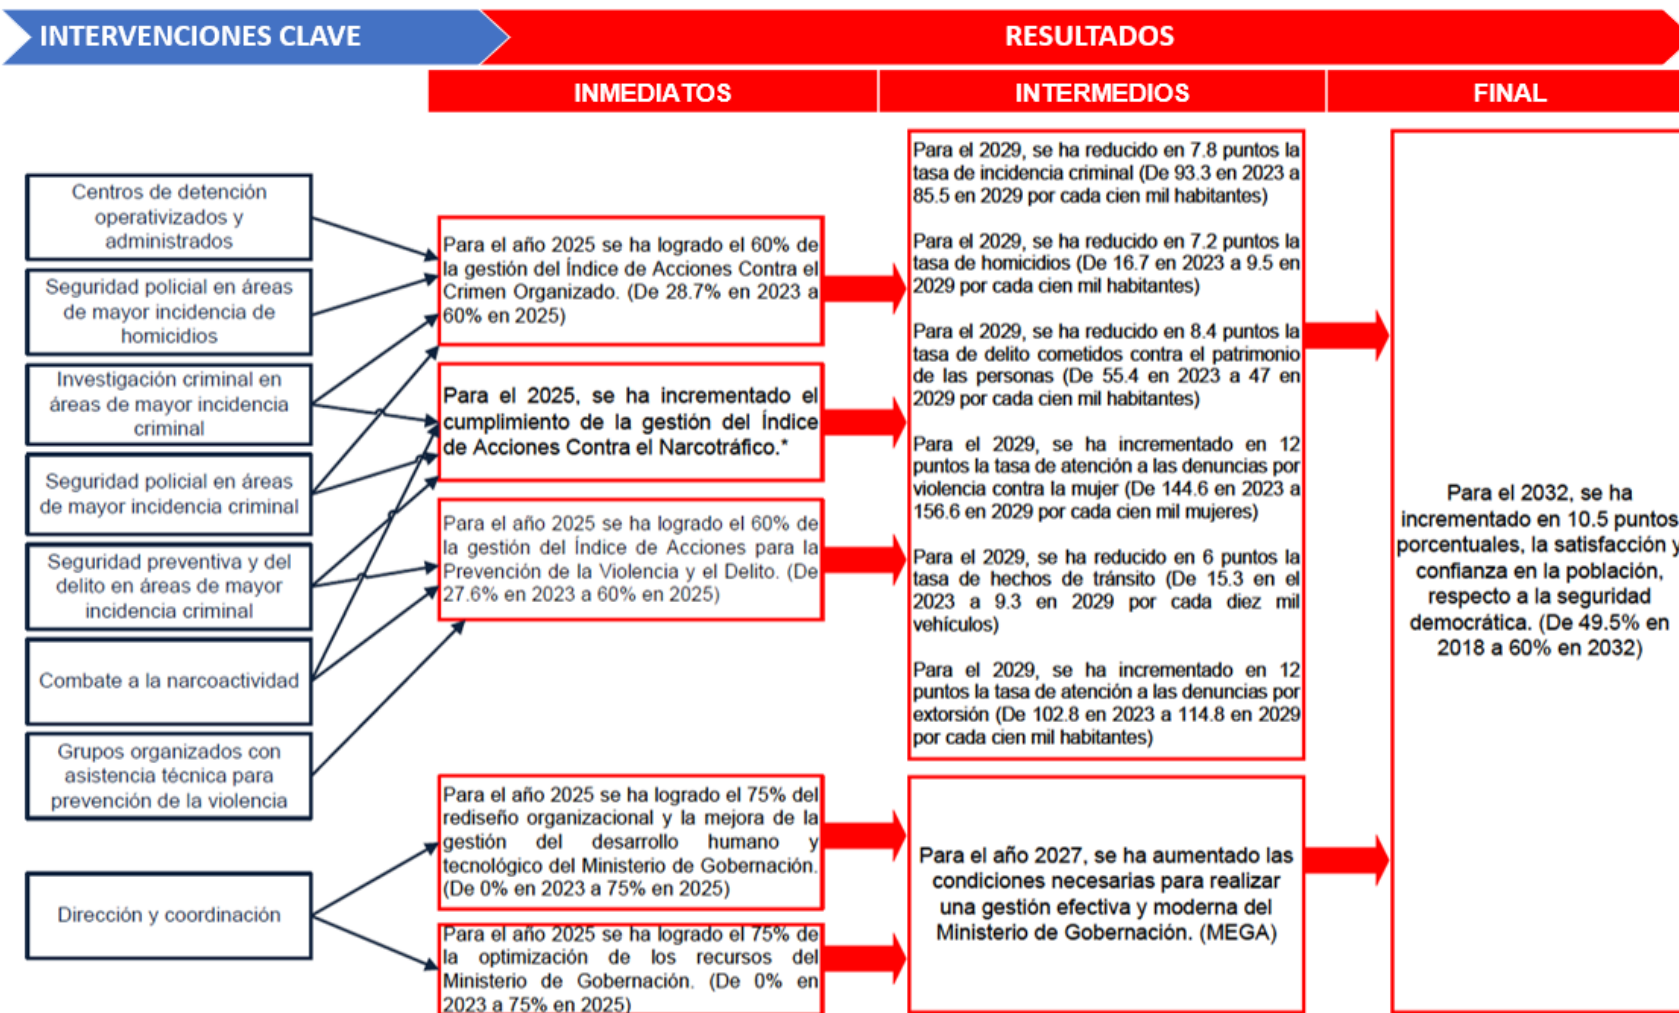 INTERVENCIONES CLAVE
RESULTADOS
INMEDIATOS
INTERMEDIOS
FINAL
Centros de detención
operativizados y
administrados
Seguridad policial en áreas
de mayor incidencia de
homicidios
Investigación criminal en
áreas de mayor incidencia
criminal
Seguridad policial en áreas
de mayor incidencia criminal
Seguridad preventiva y del
delito en áreas de mayor
incidencia criminal
Combate a la narcoactividad
Grupos organizados con
asistencia técnica para
prevención de la violencia
Dirección y coordinación
Para el año 2025 se ha logrado el 60% de
la gestión del Índice de Acciones Contra el
Crimen Organizado. (De 28.7% en 2023 a
60% en 2025)
Para el 2025, se ha incrementado el
cumplimiento de la gestión del Índice
de Acciones Contra el Narcotráfico.*
Para el año 2025 se ha logrado el 60% de
la gestión del Índice de Acciones para la
Prevención de la Violencia y el Delito. (De
27.6% en 2023 a 60% en 2025)
Para el año 2025 se ha logrado el 75% del
rediseño organizacional y la mejora de la
gestión del desarrollo humano y
tecnológico del Ministerio de Gobernación.
(De 0% en 2023 a 75% en 2025)
Para el año 2025 se ha logrado el 75% de
la optimización de los recursos del
Ministerio de Gobernación. (De 0% en
2023 a 75% en 2025)
Para el 2029, se ha reducido en 7.8 puntos la
tasa de incidencia criminal (De 93.3 en 2023 a
85.5 en 2029 por cada cien mil habitantes)
Para el 2029, se ha reducido en 7.2 puntos la
tasa de homicidios (De 16.7 en 2023 a 9.5 en
2029 por cada cien mil habitantes)
Para el 2029, se ha reducido en 8.4 puntos la
tasa de delito cometidos contra el patrimonio
de las personas (De 55.4 en 2023 a 47 en
2029 por cada cien mil habitantes)
Para el 2029, se ha incrementado en 12
puntos la tasa de atención a las denuncias por
violencia contra la mujer (De 144.6 en 2023 a
156.6 en 2029 por cada cien mil mujeres)
Para el 2029, se ha reducido en 6 puntos la
tasa de hechos de tránsito (De 15.3 en el
2023 a 9.3 en 2029 por cada diez mil
vehículos)
Para el 2029, se ha incrementado en 12
puntos la tasa de atención a las denuncias por
extorsión (De 102.8 en 2023 a 114.8 en 2029
por cada cien mil habitantes)
Para el año 2027, se ha aumentado las
condiciones necesarias para realizar
una gestión efectiva y moderna del
Ministerio de Gobernación. (MEGA)
Para el 2032, se ha
incrementado en 10.5 puntos
porcentuales, la satisfacción y
confianza en la población,
respecto a la seguridad
democrática. (De 49.5% en
2018 a 60% en 2032)